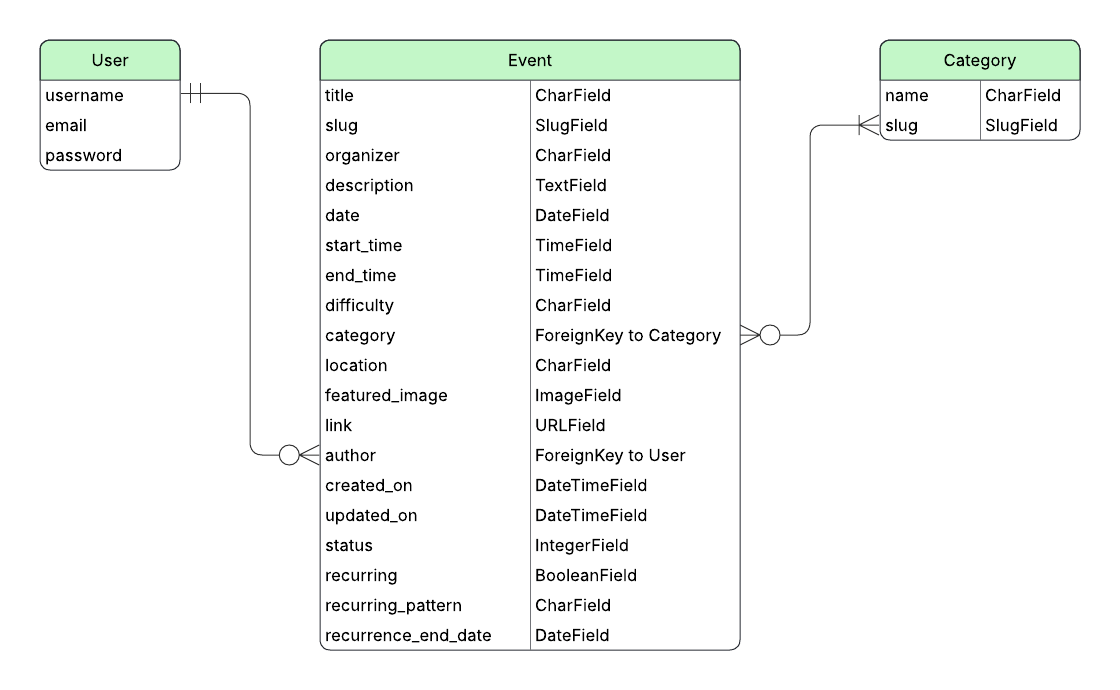 User
username
email
password
Event
title CharField
slug SlugField
organizer CharField
description TextField
date DateField
start_time TimeField
end_time TimeField
difficulty CharField
category ForeignKey to Category
location CharField
featured_image ImageField
link URLField
author ForeignKey to User
created_on DateTimeField
updated_on DateTimeField
status IntegerField
recurring BooleanField
recurring_pattern CharField
recurrence_end_date DateField
Category
name CharField
slug SlugField